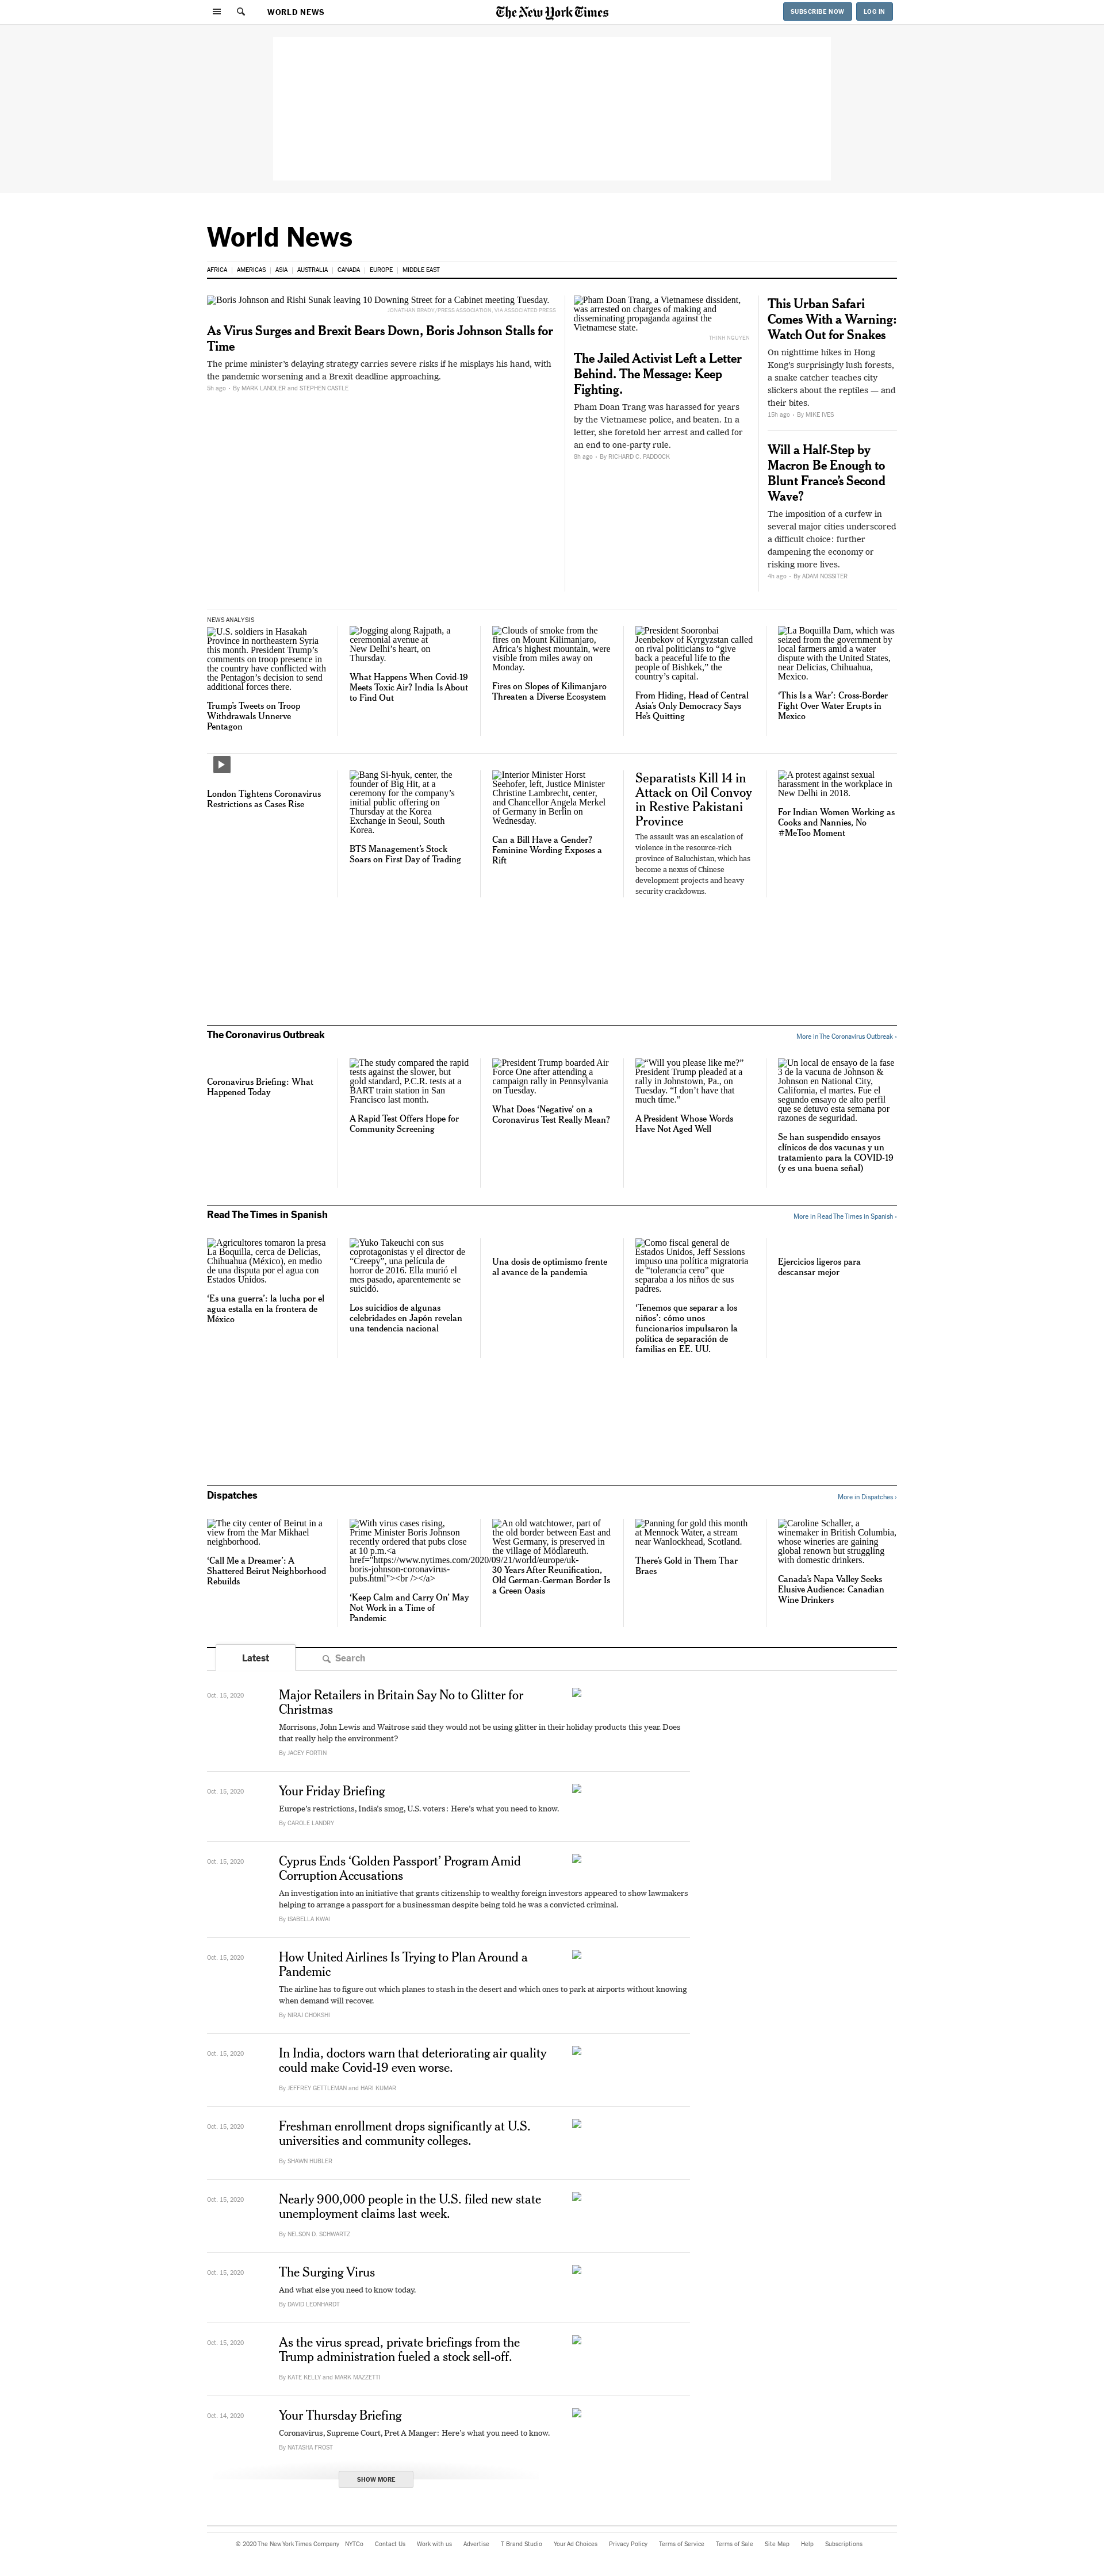 WORLD NEWS
The New York Times
SUBSCRIBE NOW
LOG IN
World News
AFRICA
AMERICAS
ASIA
AUSTRALIA
CANADA
EUROPE
MIDDLE EAST
Boris Johnson and Rishi Sunak leaving 10 Downing Street for a Cabinet meeting Tuesday.
JONATHAN BRADY/PRESS ASSOCIATION, VIA ASSOCIATED PRESS
As Virus Surges and Brexit Bears Down, Boris Johnson Stalls for
Time
The prime minister's delaying strategy carries severe risks if he misplays his hand, with
the pandemic worsening and a Brexit deadline approaching.
5h ago • By MARK LANDLER and STEPHEN CASTLE
Pham Doan Trang, a Vietnamese dissident,
was arrested on charges of making and
disseminating propaganda against the
Vietnamese state.
THINH NGUYEN
The Jailed Activist Left a Letter
Behind. The Message: Keep
Fighting.
Pham Doan Trang was harassed for years
by the Vietnamese police, and beaten. In a
letter, she foretold her arrest and called for
an end to one-party rule.
8h ago • By RICHARD C. PADDOCK
This Urban Safari
Comes With a Warning:
Watch Out for Snakes
On nighttime hikes in Hong
Kong's surprisingly lush forests,
a snake catcher teaches city
slickers about the reptiles — and
their bites.
15h ago • By MIKE IVES
Will a Half-Step by
Macron Be Enough to
Blunt France's Second
Wave?
The imposition of a curfew in
several major cities underscored
a difficult choice: further
dampening the economy or
risking more lives.
4h ago • By ADAM NOSSITER
NEWS ANALYSIS
U.S. soldiers in Hasakah
Province in northeastern Syria
this month. President Trump's
comments on troop presence in
the country have conflicted with
the Pentagon's decision to send
additional forces there.
Trump's Tweets on Troop
Withdrawals Unnerve
Pentagon
Jogging along Rajpath, a
ceremonial avenue at
New Delhi's heart, on
Thursday.
What Happens When Covid-19
Meets Toxic Air? India Is About
to Find Out
Clouds of smoke from the
fires on Mount Kilimanjaro,
Africa's highest mountain, were
visible from miles away on
Monday.
Fires on Slopes of Kilimanjaro
Threaten a Diverse Ecosystem
President Sooronbai
Jeenbekov of Kyrgyzstan called
on rival politicians to "give
back a peaceful life to the
people of Bishkek," the
country's capital.
From Hiding, Head of Central
Asia's Only Democracy Says
He's Quitting
La Boquilla Dam, which was
seized from the government by
local farmers amid a water
dispute with the United States,
near Delicias, Chihuahua,
Mexico.
'This Is a War': Cross-Border
Fight Over Water Erupts in
Mexico
London Tightens Coronavirus
Restrictions as Cases Rise
Bang Si-hyuk, center, the
founder of Big Hit, at a
ceremony for the company's
initial public offering on
Thursday at the Korea
Exchange in Seoul, South
Korea.
BTS Management's Stock
Soars on First Day of Trading
Interior Minister Horst
Seehofer, left, Justice Minister
Christine Lambrecht, center,
and Chancellor Angela Merkel
of Germany in Berlin on
Wednesday.
Can a Bill Have a Gender?
Feminine Wording Exposes a
Rift
Separatists Kill 14 in
Attack on Oil Convoy
in Restive Pakistani
Province
The assault was an escalation of
violence in the resource-rich
province of Baluchistan, which has
become a nexus of Chinese
development projects and heavy
security crackdowns.
A protest against sexual
harassment in the workplace in
New Delhi in 2018.
For Indian Women Working as
Cooks and Nannies, No
#MeToo Moment
The Coronavirus Outbreak
More in The Coronavirus Outbreak ›
Coronavirus Briefing: What
Happened Today
The study compared the rapid
tests against the slower, but
gold standard, P.C.R. tests at a
BART train station in San
Francisco last month.
A Rapid Test Offers Hope for
Community Screening
President Trump boarded Air
Force One after attending a
campaign rally in Pennsylvania
on Tuesday.
What Does 'Negative' on a
Coronavirus Test Really Mean?
"Will you please like me?"
President Trump pleaded at a
rally in Johnstown, Pa., on
Tuesday. "I don't have that
much time."
A President Whose Words
Have Not Aged Well
Un local de ensayo de la fase
3 de la vacuna de Johnson &
Johnson en National City,
California, el martes. Fue el
segundo ensayo de alto perfil
que se detuvo esta semana por
razones de seguridad.
Se han suspendido ensayos
clínicos de dos vacunas y un
tratamiento para la COVID-19
(y es una buena señal)
Read The Times in Spanish
More in Read The Times in Spanish ›
Agricultores tomaron la presa
La Boquilla, cerca de Delicias,
Chihuahua (México), en medio
de una disputa por el agua con
Estados Unidos.
'Es una guerra': la lucha por el
agua estalla en la frontera de
México
Yuko Takeuchi con sus
coprotagonistas y el director de
"Creepy", una película de
horror de 2016. Ella murió el
mes pasado, aparentemente se
suicidó.
Los suicidios de algunas
celebridades en Japón revelan
una tendencia nacional
Una dosis de optimismo frente
al avance de la pandemia
Como fiscal general de
Estados Unidos, Jeff Sessions
impuso una política migratoria
de "tolerancia cero" que
separaba a los niños de sus
padres.
'Tenemos que separar a los
niños': cómo unos
funcionarios impulsaron la
política de separación de
familias en EE. UU.
Ejercicios ligeros para
descansar mejor
Dispatches
More in Dispatches ›
The city center of Beirut in a
view from the Mar Mikhael
neighborhood.
'Call Me a Dreamer': A
Shattered Beirut Neighborhood
Rebuilds
With virus cases rising,
Prime Minister Boris Johnson
recently ordered that pubs close
at 10 p.m.<a
href="https://www.nytimes.com/2020/09/21/world/europe/uk-
boris-johnson-coronavirus-
pubs.html"><br /></a>
'Keep Calm and Carry On' May
Not Work in a Time of
Pandemic
An old watchtower, part of
the old border between East and
West Germany, is preserved in
the village of Mödlareuth.
30 Years After Reunification,
Old German-German Border Is
a Green Oasis
Panning for gold this month
at Mennock Water, a stream
near Wanlockhead, Scotland.
There's Gold in Them Thar
Braes
Caroline Schaller, a
winemaker in British Columbia,
whose wineries are gaining
global renown but struggling
with domestic drinkers.
Canada's Napa Valley Seeks
Elusive Audience: Canadian
Wine Drinkers
Latest
Search
Oct. 15, 2020
Major Retailers in Britain Say No to Glitter for
Christmas
Morrisons, John Lewis and Waitrose said they would not be using glitter in their holiday products this year. Does
that really help the environment?
By JACEY FORTIN
Oct. 15, 2020
Your Friday Briefing
Europe's restrictions, India's smog, U.S. voters: Here's what you need to know.
By CAROLE LANDRY
Oct. 15, 2020
Cyprus Ends 'Golden Passport' Program Amid
Corruption Accusations
An investigation into an initiative that grants citizenship to wealthy foreign investors appeared to show lawmakers
helping to arrange a passport for a businessman despite being told he was a convicted criminal.
By ISABELLA KWAI
Oct. 15, 2020
How United Airlines Is Trying to Plan Around a
Pandemic
The airline has to figure out which planes to stash in the desert and which ones to park at airports without knowing
when demand will recover.
By NIRAJ CHOKSHI
Oct. 15, 2020
In India, doctors warn that deteriorating air quality
could make Covid-19 even worse.
By JEFFREY GETTLEMAN and HARI KUMAR
Oct. 15, 2020
Freshman enrollment drops significantly at U.S.
universities and community colleges.
By SHAWN HUBLER
Oct. 15, 2020
Nearly 900,000 people in the U.S. filed new state
unemployment claims last week.
By NELSON D. SCHWARTZ
Oct. 15, 2020
The Surging Virus
And what else you need to know today.
By DAVID LEONHARDT
Oct. 15, 2020
As the virus spread, private briefings from the
Trump administration fueled a stock sell-off.
By KATE KELLY and MARK MAZZETTI
Oct. 14, 2020
Your Thursday Briefing
Coronavirus, Supreme Court, Pret A Manger: Here's what you need to know.
By NATASHA FROST
SHOW MORE
© 2020 The New York Times Company
NYTCo
Contact Us
Work with us
Advertise
T Brand Studio
Your Ad Choices
Privacy Policy
Terms of Service
Terms of Sale
Site Map
Help
Subscriptions